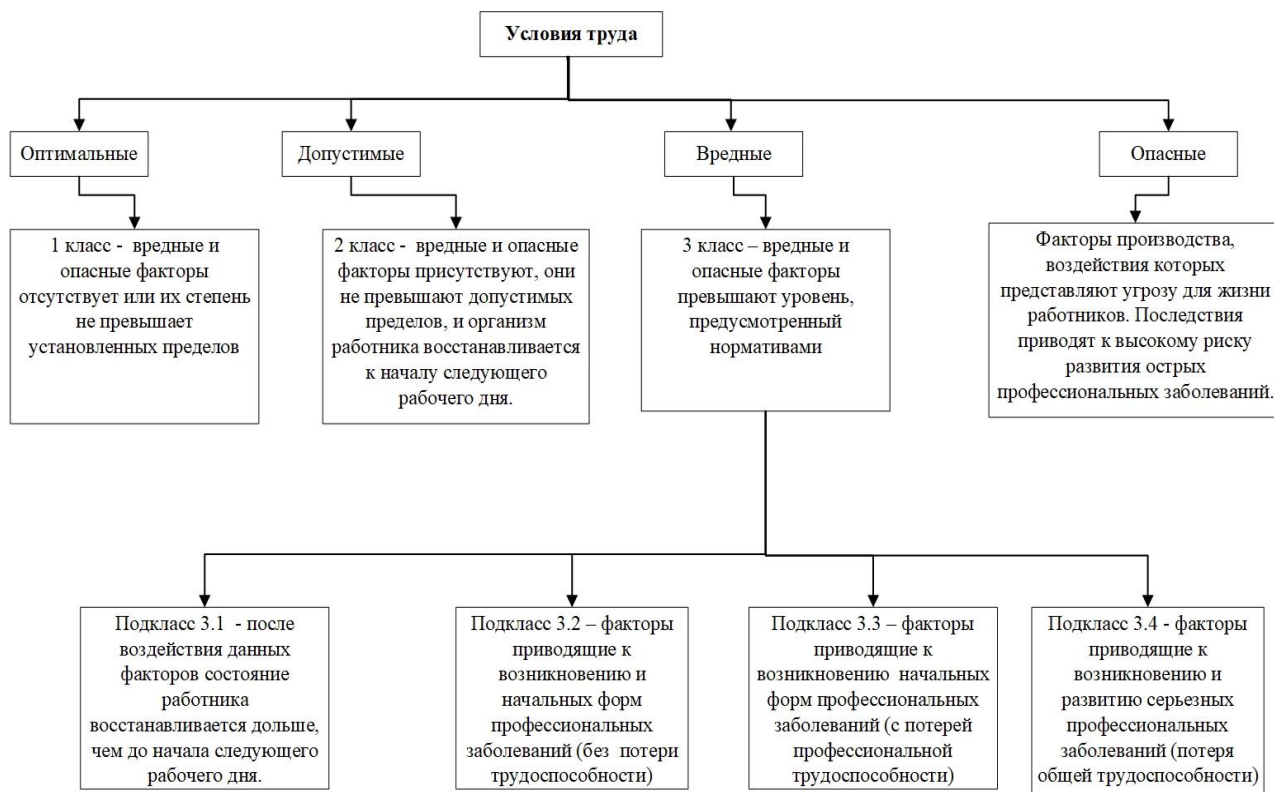 Условия труда
Оптимальные
Допустимые
Вредные
Опасные
1 класс - вредные и
опасные факторы
отсутствует или их степень
не превышает
установленных пределов
2 класс - вредные и опасные
факторы присутствуют, они
не превышают допустимых
пределов, и организм
работника восстанавливается
к началу следующего
рабочего дня.
3 класс – вредные и
опасные факторы
превышают уровень,
предусмотренный
нормативами
Факторы производства,
воздействия которых
представляют угрозу для жизни
работников. Последствия
приводят к высокому риску
развития острых
профессиональных заболеваний.
Подкласс 3.1 - после
воздействия данных
факторов состояние
работника
восстанавливается дольше,
чем до начала следующего
рабочего дня.
Подкласс 3.2 – факторы
приводящие к
возникновению и
начальных форм
профессиональных
заболеваний (без потери
трудоспособности)
Подкласс 3.3 – факторы
приводящие к
возникновению начальных
форм профессиональных
заболеваний (с потерей
профессиональной
трудоспособности)
Подкласс 3.4 - факторы
приводящие к
возникновению и
развитию серьезных
профессиональных
заболеваний (потеря
общей трудоспособности)